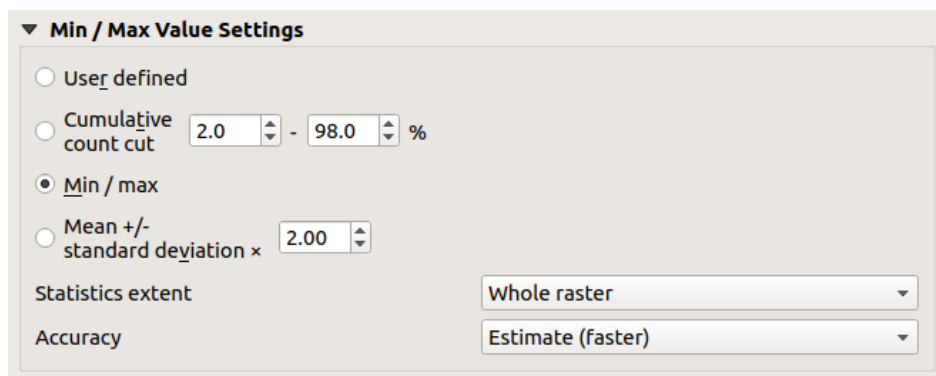 Min / Max Value Settings
User defined
Cumulative
count cut 2.0 - 98.0 %
Min / max
Mean +/-
standard deviation × 2.00
Statistics extent Whole raster
Accuracy Estimate (faster)